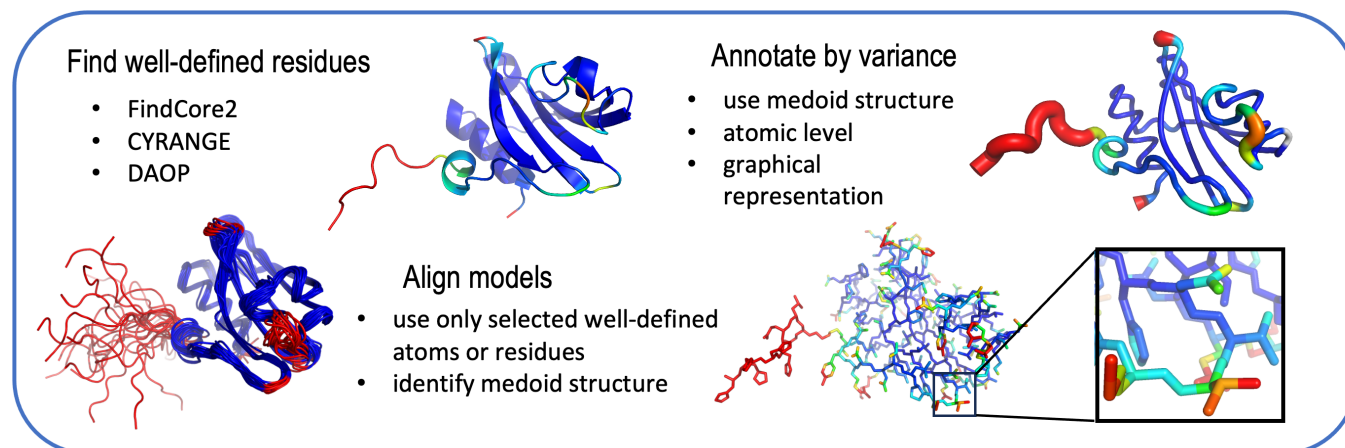 Find well-defined residues
• FindCore2
• CYRANGE
• DAOP
Annotate by variance
• use medoid structure
• atomic level
• graphical
representation
Align models
• use only selected well-defined
atoms or residues
• identify medoid structure